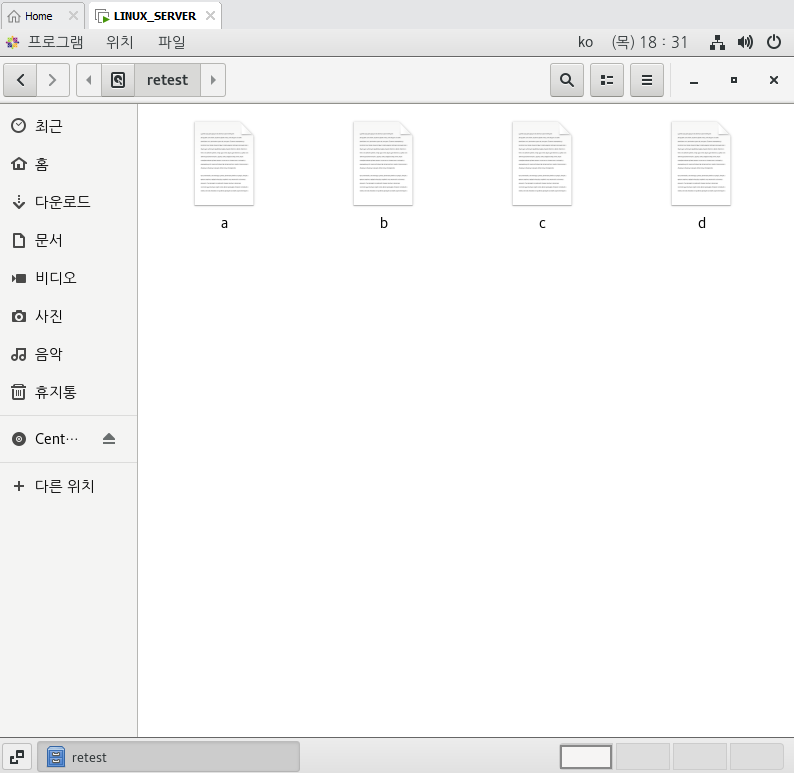 Home
LINUX_SERVER
프로그램 위치 파일 ko (목) 18 : 31
retest
최근
홈
다운로드
문서
비디오
사진
음악
휴지통
Cent…
다른 위치
a b c d
retest